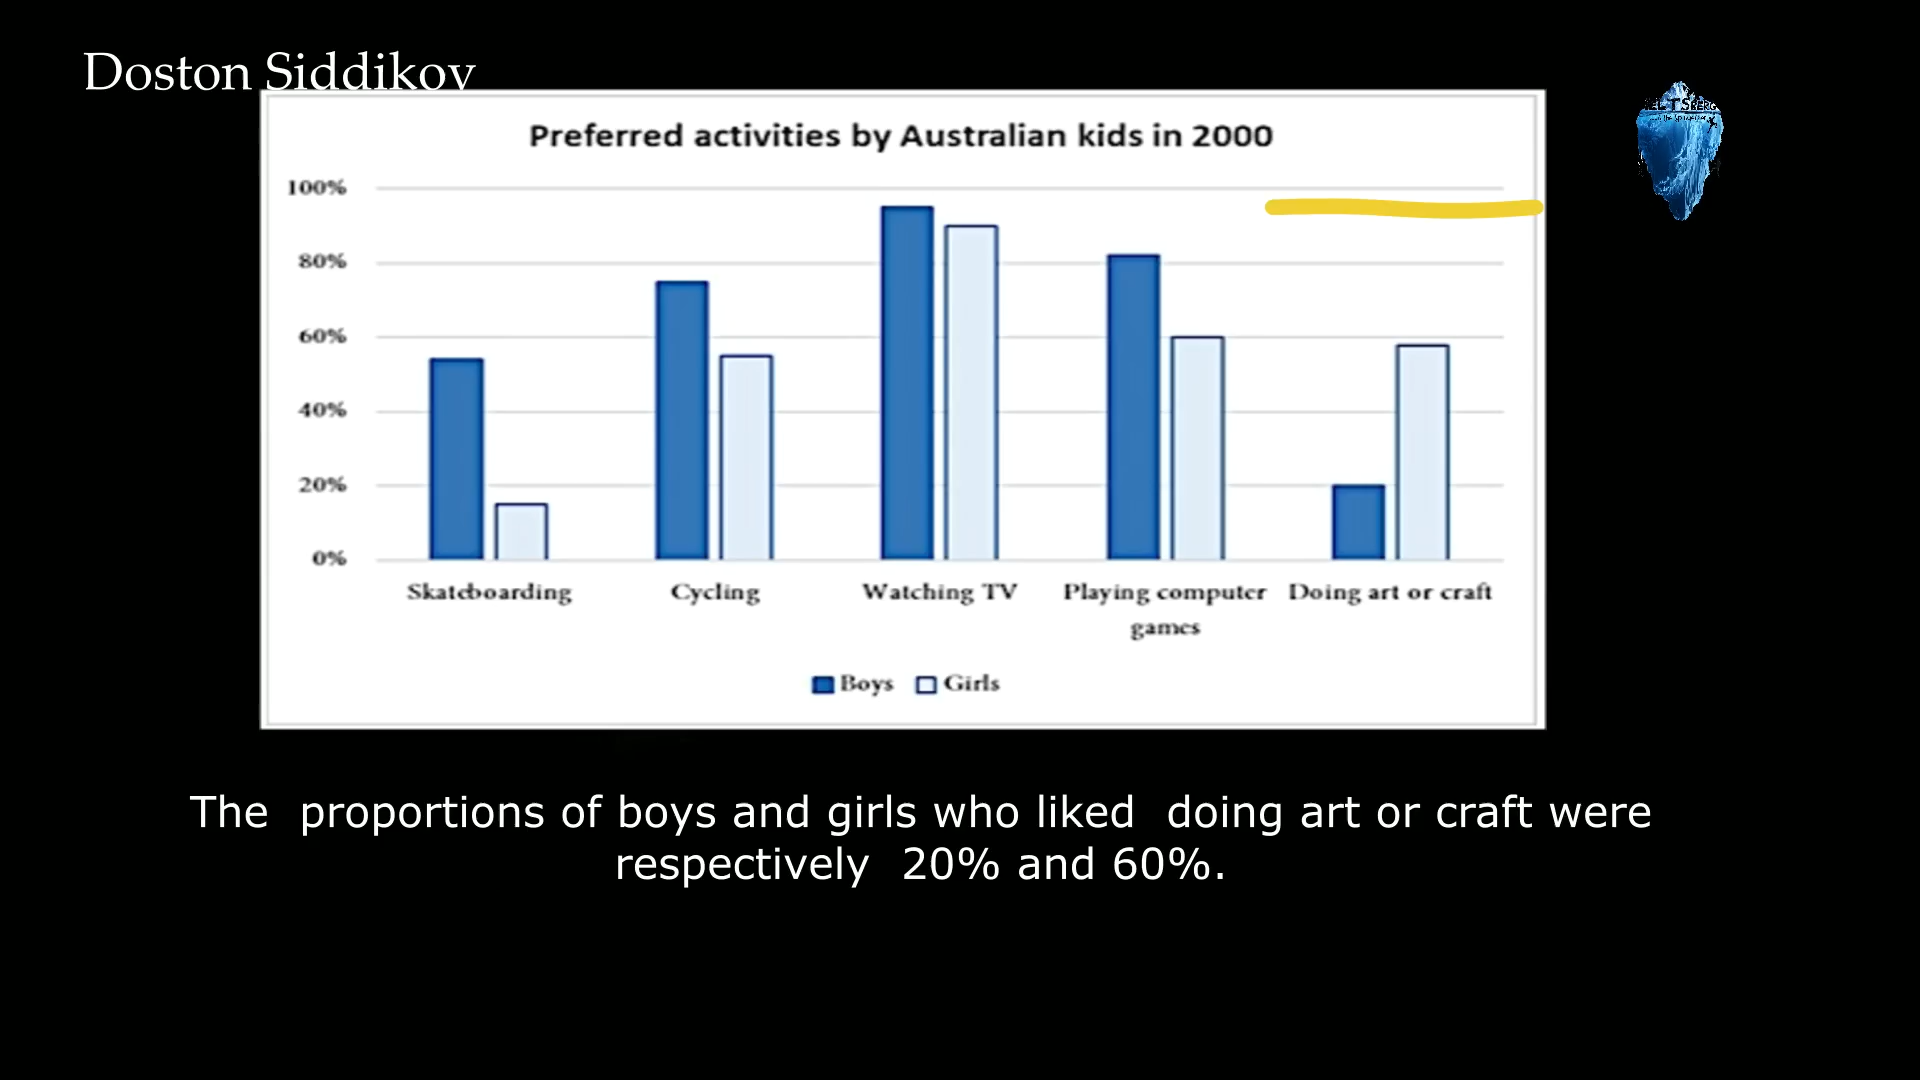 Doston Siddikov
Preferred activities by Australian kids in 2000
100%
80%
60%
40%
20%
0%
Skateboarding
Cycling
Watching TV
Playing computer
games
Doing art or craft
Boys
Girls
The proportions of boys and girls who liked doing art or craft were
respectively 20% and 60%.